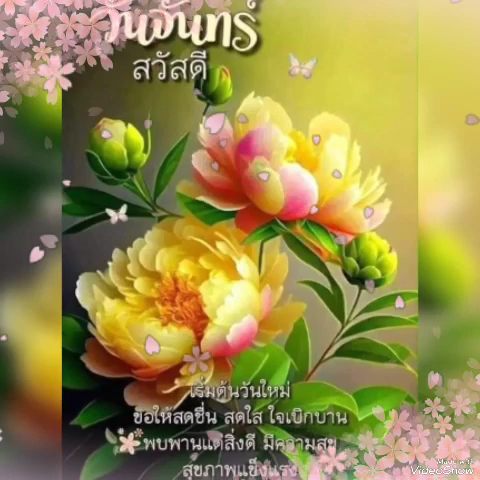 วันจันทร์
สวัสดี
เริ่มต้นวันใหม่
ขอให้สดชื่น สดใส ใจเบิกบาน
พบพานแต่สิ่งดี มีความสุข
สุขภาพแข็งแรง
VideoShow